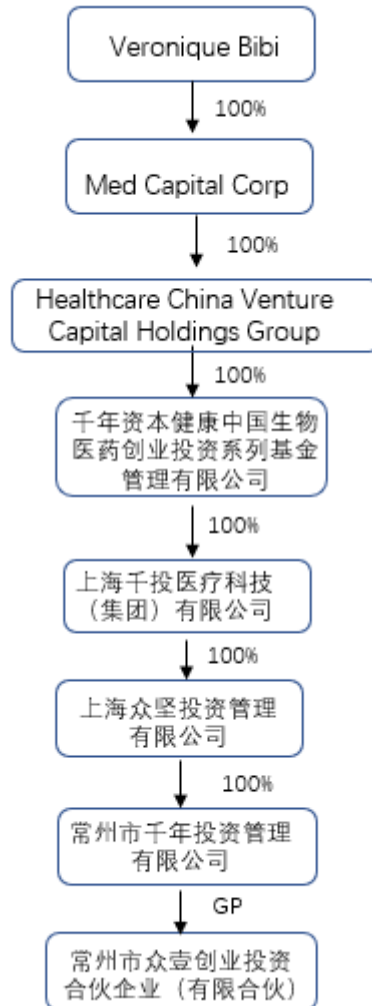 Veronique Bibi
100%
Med Capital Corp
100%
Healthcare China Venture
Capital Holdings Group
100%
千年资本健康中国生物
医药创业投资系列基金
管理有限公司
100%
上海千投医疗科技
（集团）有限公司
100%
上海众坚投资管理
有限公司
100%
常州市千年投资管理
有限公司
GP
常州市众壹创业投资
合伙企业（有限合伙）